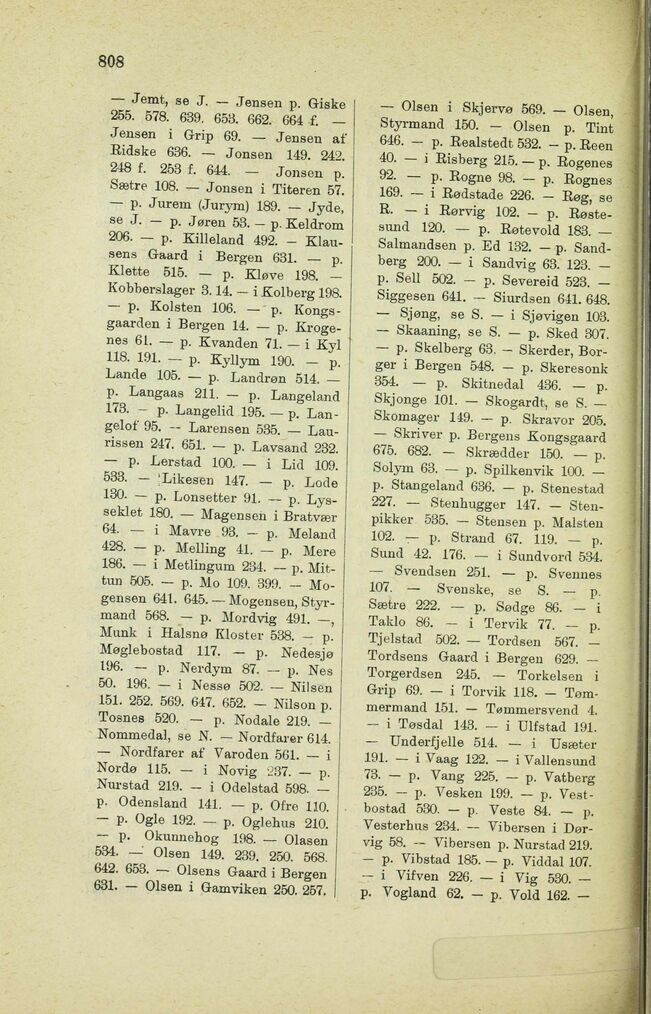 808
— Jemt, se J. — Jensen p. Giske
255. 578. 639. 653. 662. 664 f. —
Jensen i Grip 69. — Jensen af
Ridske 636. — Jonsen 149. 242.
248 f. 253 f. 644. — Jonsen p.
Sætre 108. — Jonsen i Titeren 57.
— p. Jurem (Jurym) 189. — Jyde,
se J. — p. Jøren 53. — p. Keldrom
206. — p. Killeland 492. — Klau-
sens Gaard i Bergen 631. — p.
Klette 515. — p. Kløve 198. —
Kobberslager 3. 14. — i Kolberg 198.
— p. Kolsten 106. — p. Kongs-
gaarden i Bergen 14. — p. Kroge-
nes 61. — p. Kvanden 71. — i Kyl
118. 191. — p. Kyllym 190. — p.
Lande 105. — p. Landrøn 514. —
p. Langaas 211. — p. Langeland
173. — p. Langelid 195. — p. Lan-
gelof 95. — Larensen 535. — Lau-
rissen 247. 651. — p. Lavsand 232.
— p. Lerstad 100. — i Lid 109.
533. — Likesen 147. — p. Lode
130. — p. Lonsetter 91. — p. Lys-
seklet 180. — Magensen i Bratvær
64. — i Mavre 93. — p. Meland
428. — p. Melling 41. — p. Mere
186. — i Metlingum 234. — p. Mit-
tun 505. — p. Mo 109. 399. — Mo-
gensen 641. 645. — Mogensen, Styr-
mand 568. — p. Mordvig 491. —,
Munk i Halsnø Kloster 538. — p.
Møglebostad 117. — p. Nedesjø
196. — p. Nerdym 87. — p. Nes
50. 196. — i Nessø 502. — Nilsen
151. 252. 569. 647. 652. — Nilson p.
Tosnes 520. — p. Nodale 219. —
Nommedal, se N. — Nordfarer 614.
— Nordfarer af Varoden 561. — i
Nordø 115. — i Novig 237. — p.
Nurstad 219. — i Odelstad 598. —
p. Odensland 141. — p. Ofre 110.
— p. Ogle 192. — p. Oglehus 210.
— p. Okunnehog 198. — Olasen
534. — Olsen 149. 239. 250. 568.
642. 653. — Olsens Gaard i Bergen
631. — Olsen i Gamviken 250. 257.
— Olsen i Skjervø 569. — Olsen,
Styrmand 150. — Olsen p. Tint
646. — p. Realstedt 532. — p. Reen
40. — i Risberg 215. — p. Rogenes
92. — p. Rogne 98. — p. Rognes
169. — i Rødstade 226. — Røg, se
R. — i Rørvig 102. — p. Røste-
sund 120. — p. Røtevold 183. —
Salmandsen p. Ed 132. — p. Sand-
berg 200. — i Sandvig 63. 123. —
p. Sell 502. — p. Severeid 523. —
Siggesen 641. — Siurdsen 641. 648.
— Sjøng, se S. — i Sjøvigen 103.
— Skaaning, se S. — p. Sked 307.
— p. Skelberg 63. — Skerder, Bor-
ger i Bergen 548. — p. Skeresonk
354. — p. Skitnedal 436. — p.
Skjonge 101. — Skogardt, se S. —
Skomager 149. — p. Skravor 205.
— Skriver p. Bergens Kongsgaard
675. 682. — Skrædder 150. — p.
Solym 63. — p. Spilkenvik 100. —
p. Stangeland 636. — p. Stenestad
227. — Stenhugger 147. — Sten-
pikker 535. — Stensen p. Malsten
102. — p. Strand 67. 119. — p.
Sund 42. 176. — i Sundvord 534.
— Svendsen 251. — p. Svennes
107. — Svenske, se S. — p.
Sætre 222. — p. Sødge 86. — i
Taklo 86. — i Tervik 77. — p.
Tjelstad 502. — Tordsen 567. —
Tordsens Gaard i Bergen 629. —
Torgerdsen 245. — Torkelsen i
Grip 69. — i Torvik 118. — Tøm-
mermand 151. — Tømmersvend 4.
— i Tøsdal 143. — i Ulfstad 191.
— Underfjelle 514. — i Usæter
191. — i Vaag 122. — i Vallensund
73. — p. Vang 225. — p. Vatberg
235. — p. Vesken 199. — p. Vest-
bostad 530. — p. Veste 84. — p.
Vesterhus 234. — Vibersen i Dør-
vig 58. — Vibersen p. Nurstad 219.
— p. Vibstad 185. — p. Viddal 107.
— i Vifven 226. — i Vig 530. —
p. Vogland 62. — p. Vold 162. —